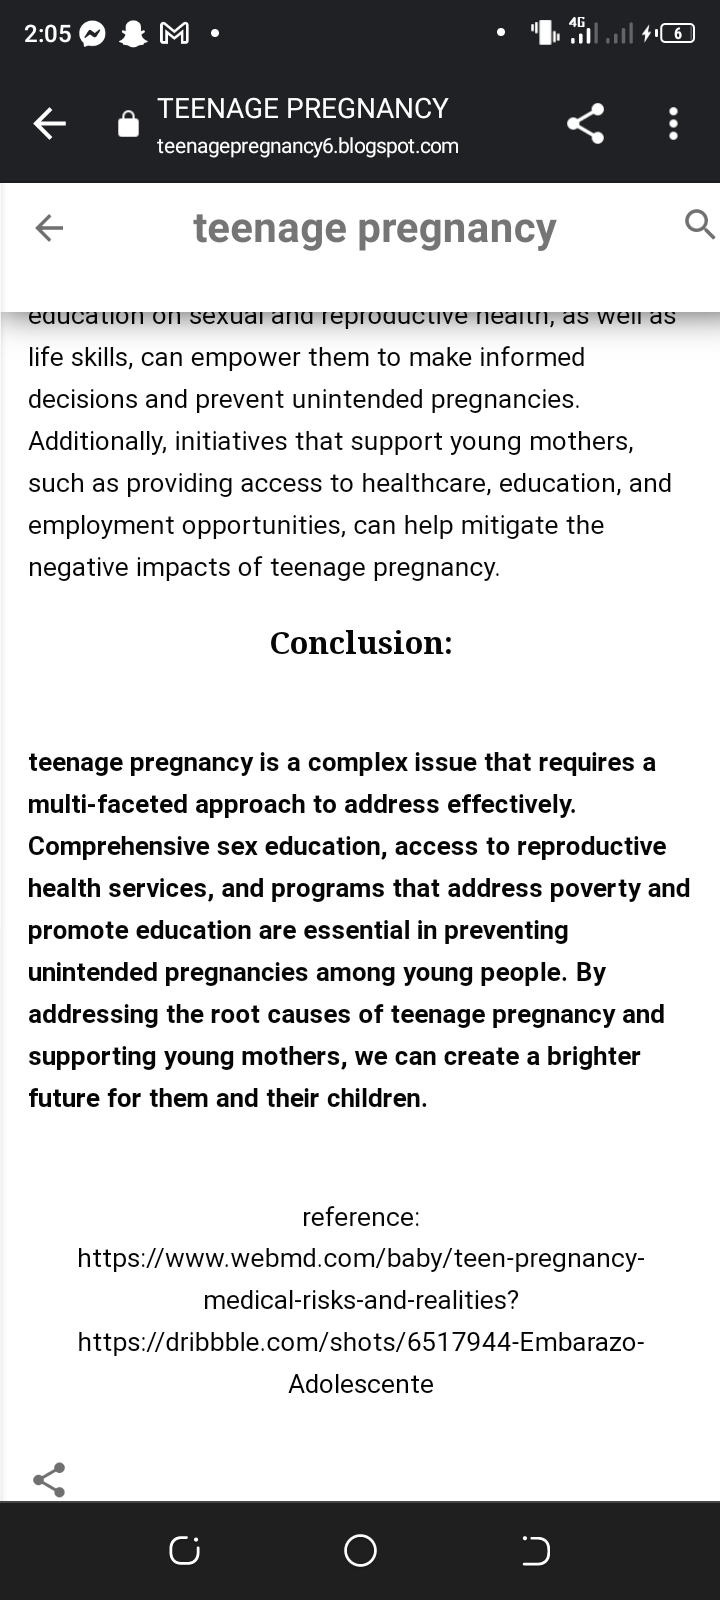 2:05
4G
6
TEENAGE PREGNANCY
teenagepregnancy6.blogspot.com
teenage pregnancy
education on sexual and reproductive health, as well as
life skills, can empower them to make informed
decisions and prevent unintended pregnancies.
Additionally, initiatives that support young mothers,
such as providing access to healthcare, education, and
employment opportunities, can help mitigate the
negative impacts of teenage pregnancy.
Conclusion:
teenage pregnancy is a complex issue that requires a
multi-faceted approach to address effectively.
Comprehensive sex education, access to reproductive
health services, and programs that address poverty and
promote education are essential in preventing
unintended pregnancies among young people. By
addressing the root causes of teenage pregnancy and
supporting young mothers, we can create a brighter
future for them and their children.
reference:
https://www.webmd.com/baby/teen-pregnancy-
medical-risks-and-realities?
https://dribbble.com/shots/6517944-Embarazo-
Adolescente